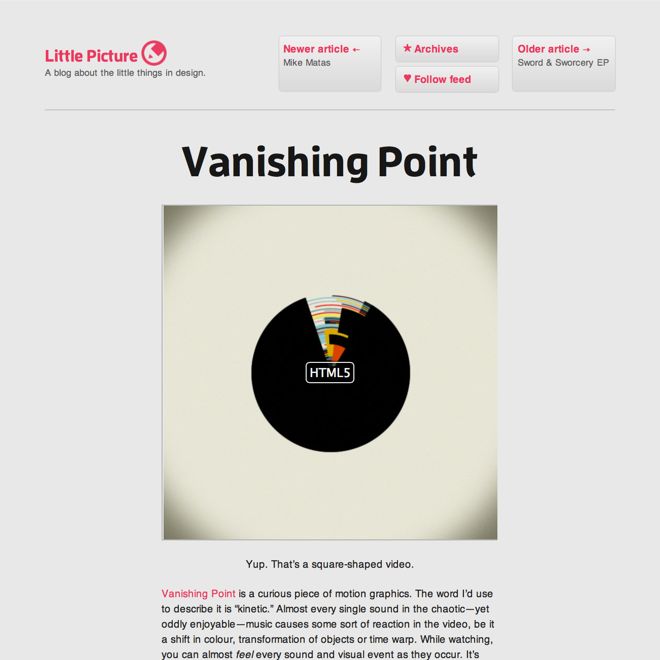 Little Picture
A blog about the little things in design.
Newer article ←
Mike Matas
★ Archives
♥ Follow feed
Older article →
Sword & Sworcery EP
Vanishing Point
HTML5
Yup. That's a square-shaped video.
Vanishing Point is a curious piece of motion graphics. The word I'd use
to describe it is "kinetic." Almost every single sound in the chaotic—yet
oddly enjoyable—music causes some sort of reaction in the video, be it
a shift in colour, transformation of objects or time warp. While watching,
you can almost feel every sound and visual event as they occur. It's